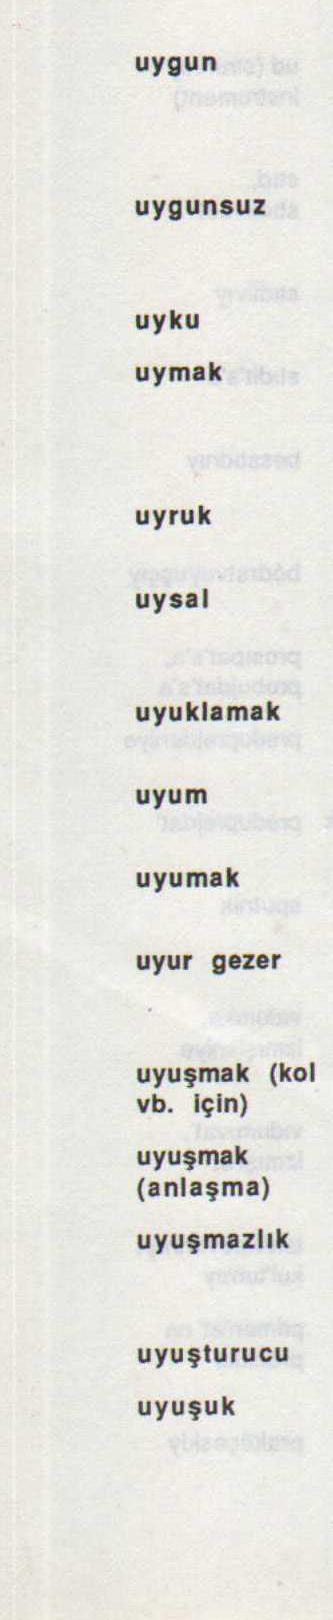 uygun
uygunsuz
uyku
uymak
uyruk
uysal
uyuklamak
uyum
uyumak
uyur gezer
uyuşmak (kol
vb. için)
uyuşmak
(anlaşma)
uyuşmazlık
uyuşturucu
uyuşuk